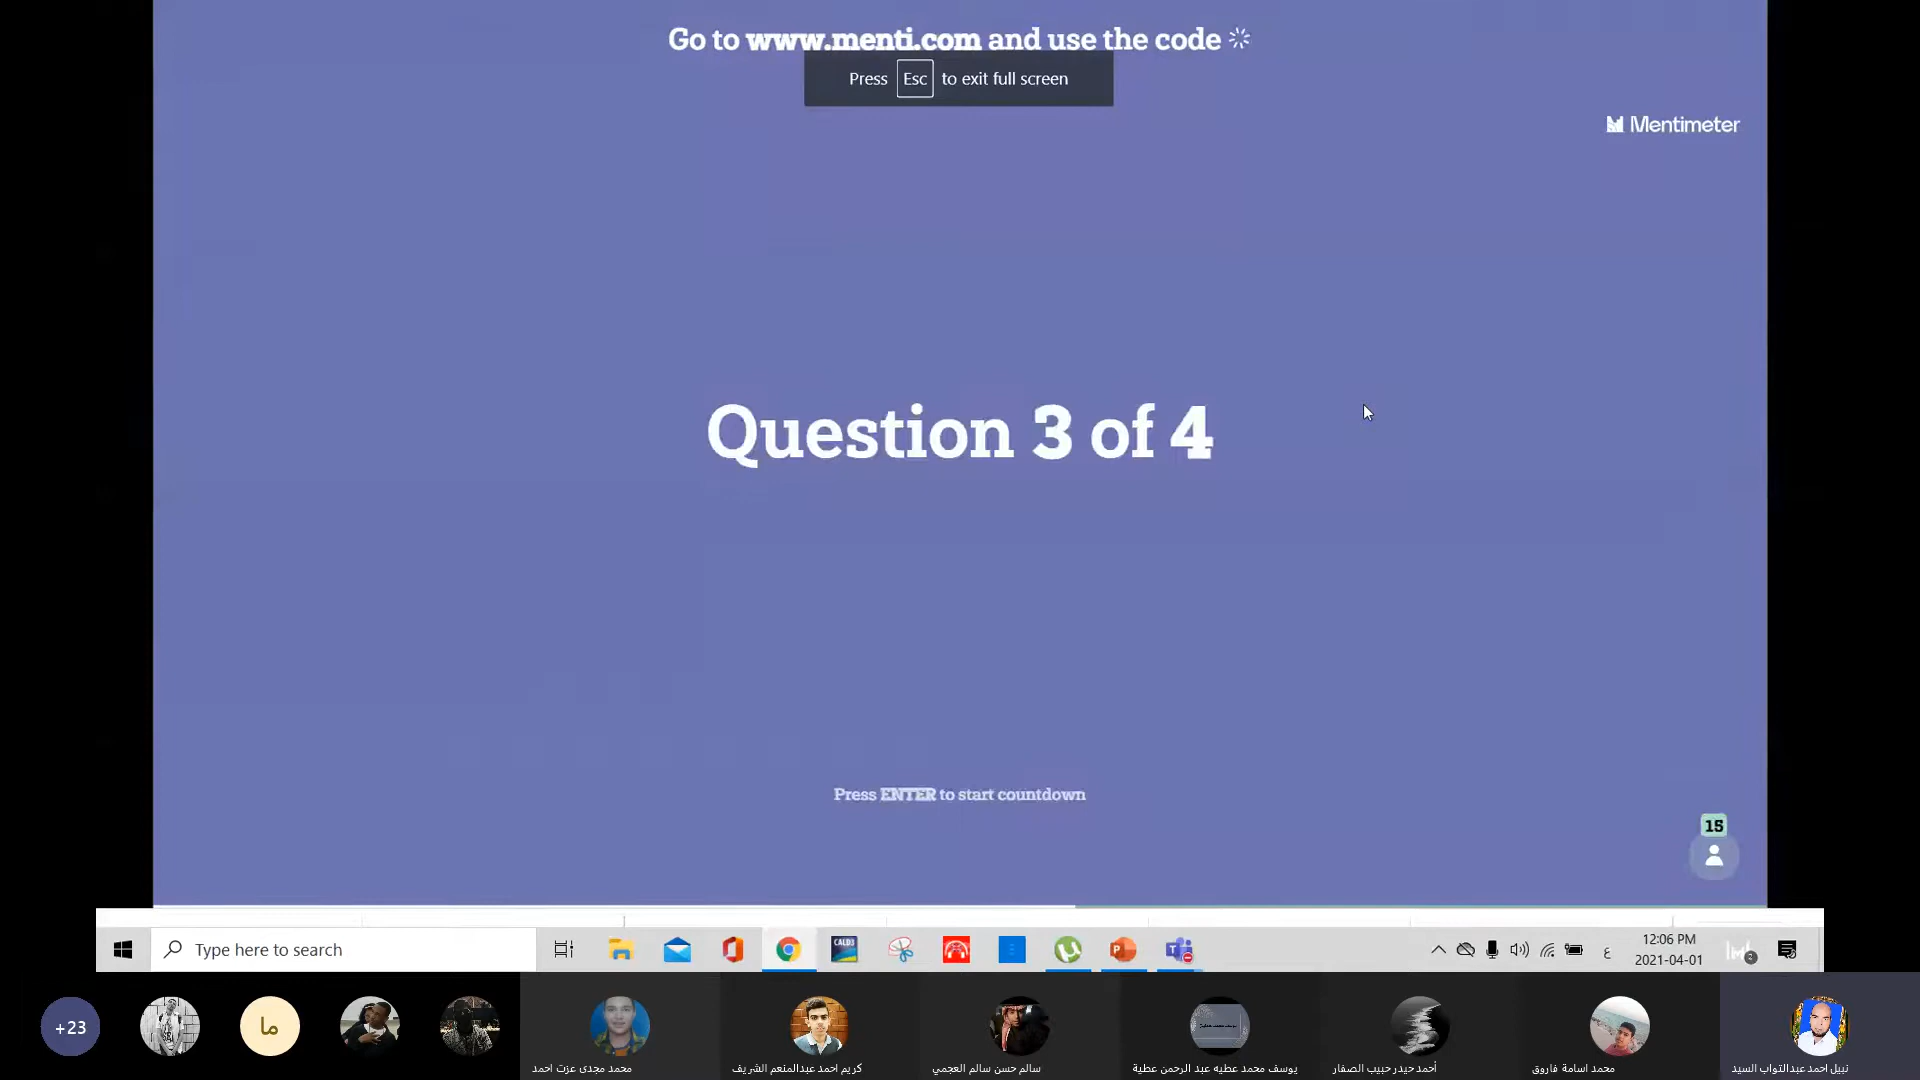 Go to www.menti.com and use the code
Press Esc to exit full screen
Mentimeter
Question 3 of 4
Press ENTER to start countdown
15
Type here to search
CALD3
ع
12:06 PM
2021-04-01
2
+23
ما
محمد مجدى عزت احمد
كريم احمد عبدالمنعم الشريف
سالم حسن سالم العجمي
يوسف محمد عطيه عبد الرحمن عطية
أحمد حيدر حبيب الصفار
محمد اسامة فاروق
نبيل احمد عبدالتواب السيد